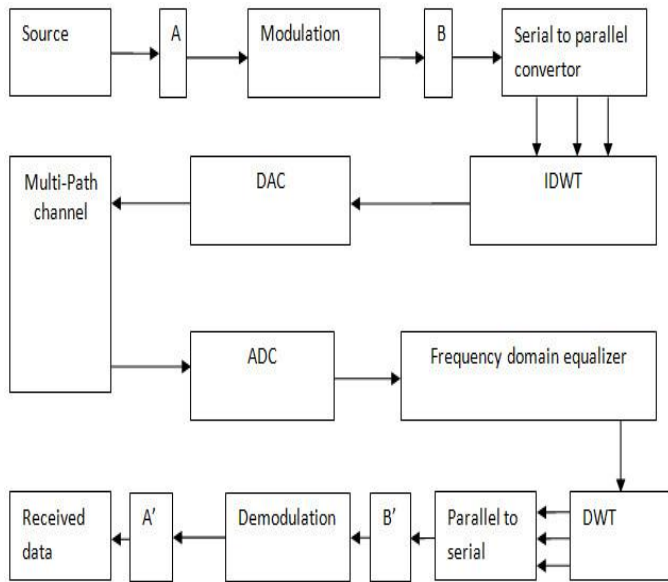 Source
A
Modulation
B
Serial to parallel
convertor
Multi-Path
channel
DAC
IDWT
ADC
Frequency domain equalizer
Received
data
A’
Demodulation
B’
Parallel to
serial
DWT